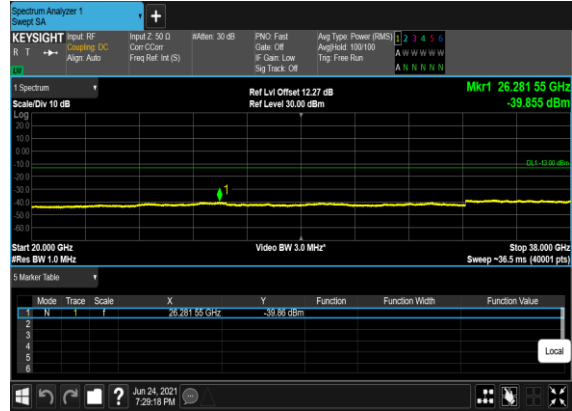 Spectrum Analyzer 1
Swept SA
+
KEYSIGHT Input: RF Input Z: 50 Ω #Atten: 30 dB PNO: Fast Avg Type: Power (RMS) 1 2 3 4 5 6
R T Coupling: DC Corr CCorr Gate: Off Avg|Hold: 100/100 A W W W W W
Align: Auto Freq Ref: Int (S) IF Gain: Low Trig: Free Run
LW Sig Track: Off A N N N N N
1 Spectrum Ref Lvl Offset 12.27 dB Mkr1 26.281 55 GHz
Scale/Div 10 dB Ref Level 30.00 dBm -39.855 dBm
Log
20.0
10.0
0.00
-10.0 DL1 -13.00 dBm
-20.0
-30.0 1
-40.0
-50.0
-60.0
Start 20.000 GHz Video BW 3.0 MHz* Stop 38.000 GHz
#Res BW 1.0 MHz Sweep ~36.5 ms (40001 pts)
5 Marker Table
Mode Trace Scale X Y Function Function Width Function Value
1 N 1 f 26.281 55 GHz -39.86 dBm
2
3
4
5
6
Local
? Jun 24, 2021
7:29:18 PM